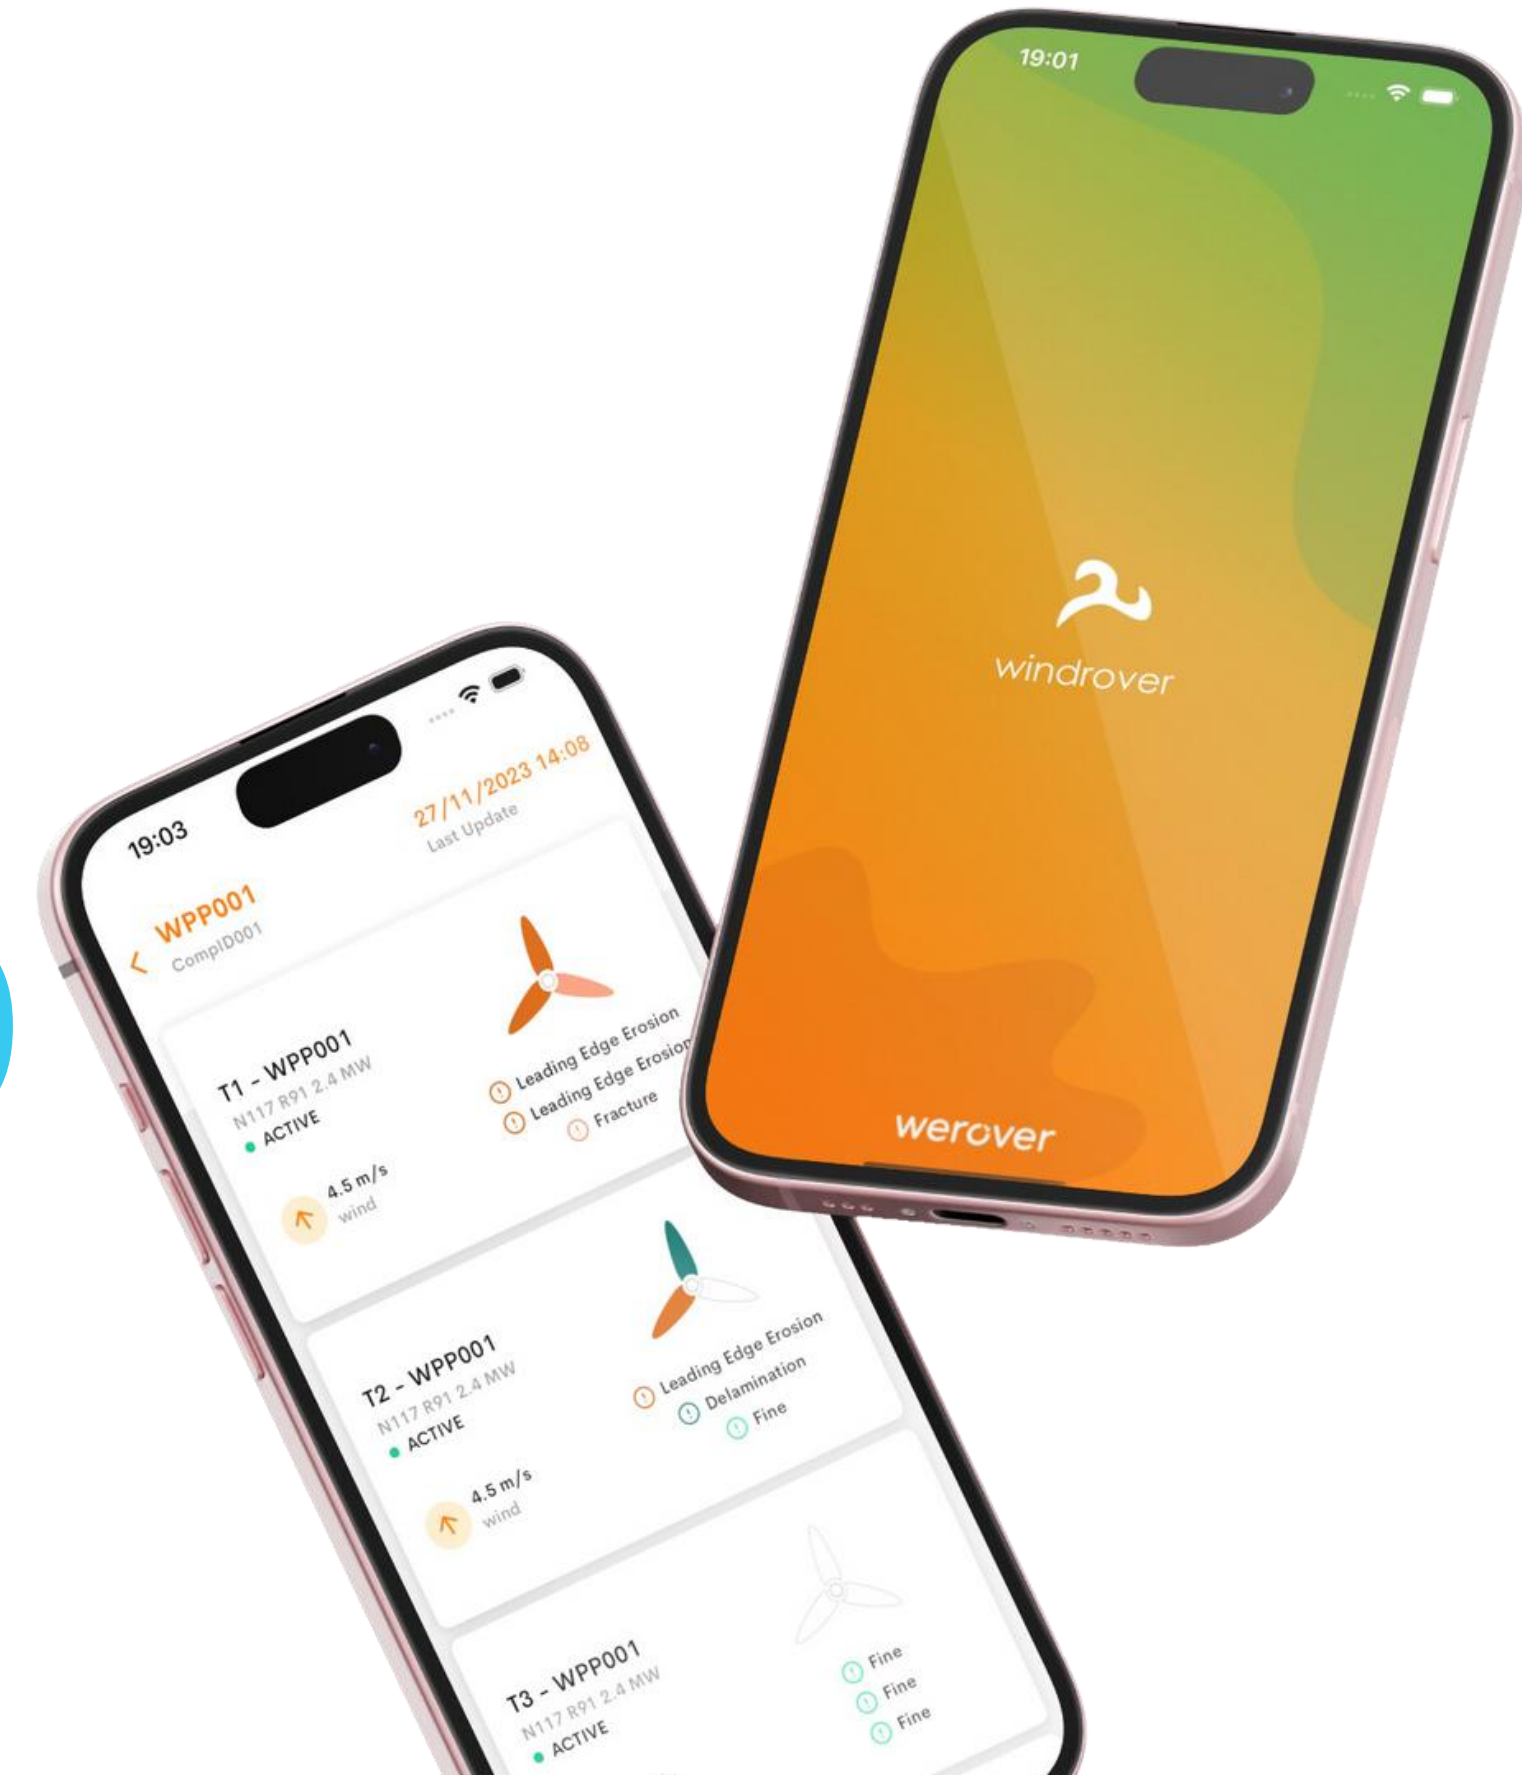 19:01
windrover
werover
19:03
27/11/2023 14:08
Last Update
WPP001
CompID001
T1 - WPP001
N117 R91 2.4 MW
ACTIVE
4.5 m/s
wind
Leading Edge Erosion
Leading Edge Erosion
Fracture
T2 - WPP001
N117 R91 2.4 MW
ACTIVE
4.5 m/s
wind
Leading Edge Erosion
Delamination
Fine
T3 - WPP001
N117 R91 2.4 MW
ACTIVE
Fine
Fine
Fine